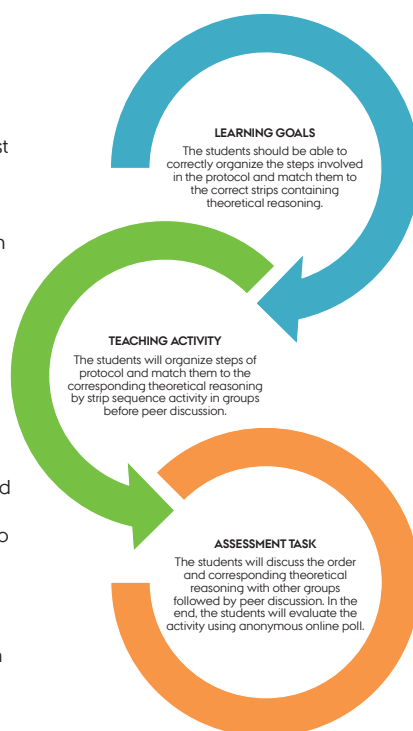 st
n
LEARNING GOALS
The students should be able to
correctly organize the steps involved
in the protocol and match them to
the correct strips containing
theoretical reasoning.
TEACHING ACTIVITY
The students will organize steps of
protocol and match them to the
corresponding theoretical reasoning
by strip sequence activity in groups
before peer discussion.
d
o
ASSESSMENT TASK
The students will discuss the order
and corresponding theoretical
reasoning with other groups
followed by peer discussion. In the
end, the students will evaluate the
activity using anonymous online poll.
n